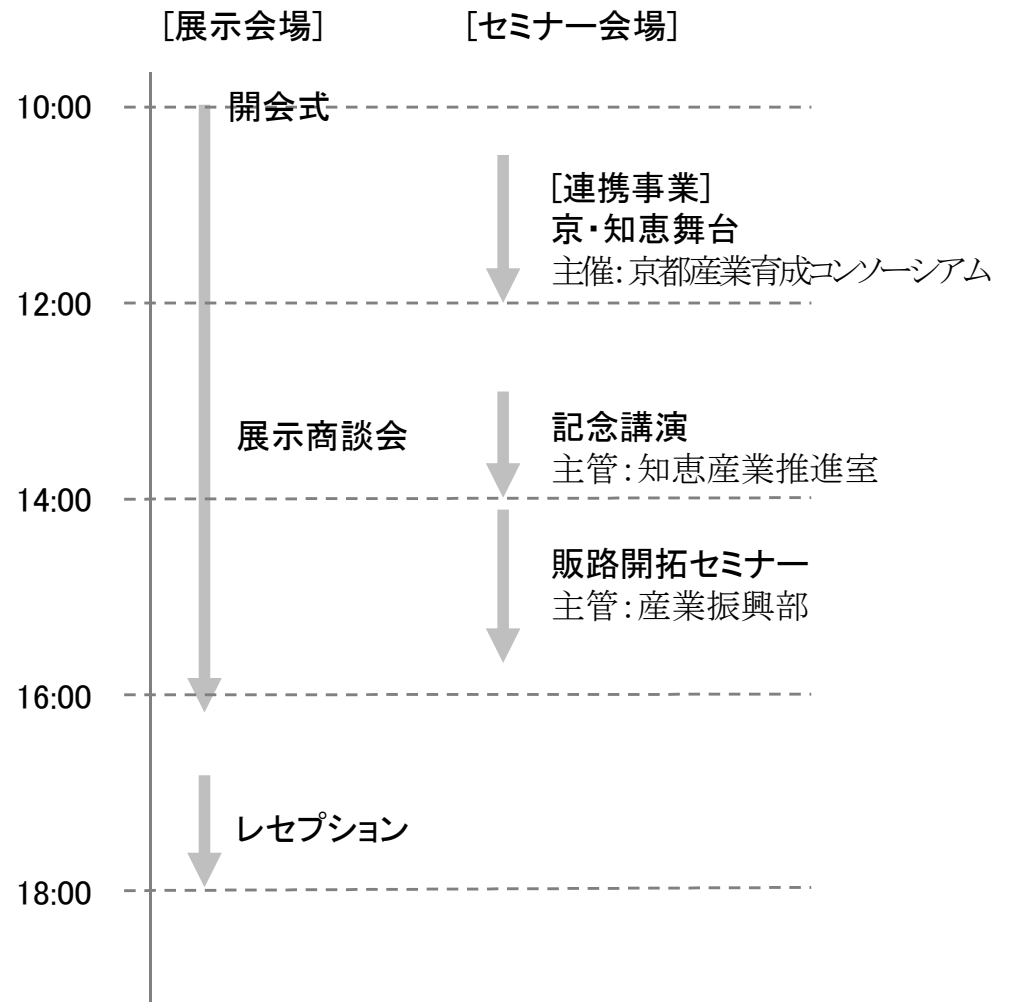 [展示会場] [セミナー会場]
10:00 開会式
[連携事業]
京・知恵舞台
主催:京都産業育成コンソーシアム
12:00
展示商談会
記念講演
主管:知恵産業推進室
14:00
販路開拓セミナー
主管:産業振興部
16:00
レセプション
18:00